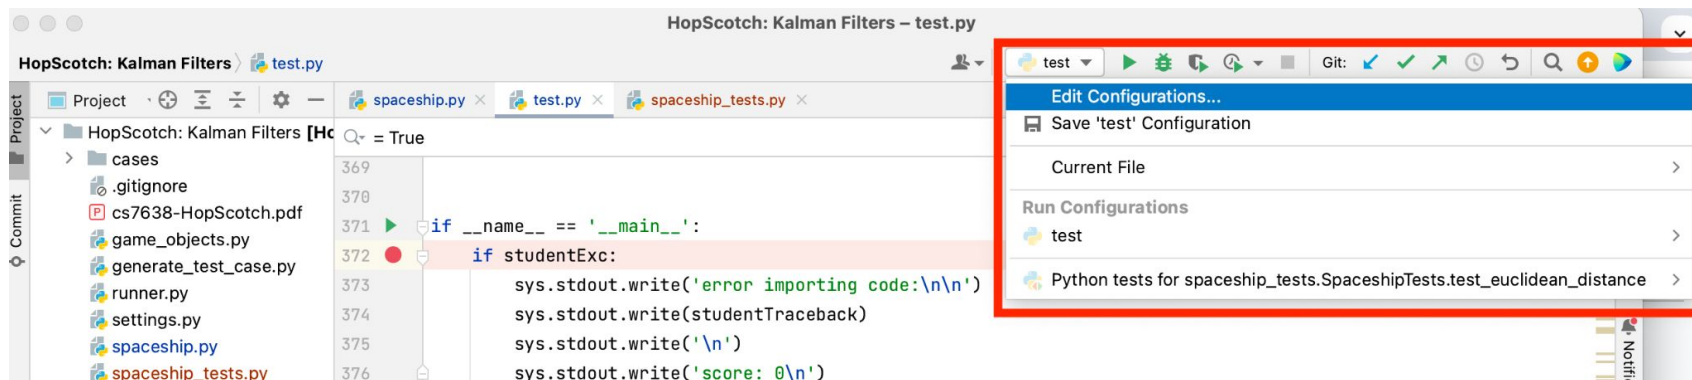 HopScotch: Kalman Filters – test.py
HopScotch: Kalman Filters test.py
test Git:
Project
Project
spaceship.py test.py spaceship_tests.py
Edit Configurations...
HopScotch: Kalman Filters [Ho
= True
Save 'test' Configuration
cases
369
Current File
.gitignore
370
Commit
cs7638-HopScotch.pdf
371 if __name__ == '__main__':
Run Configurations
game_objects.py
test
372 if studentExc:
generate_test_case.py
373 sys.stdout.write('error importing code:\n\n')
Python tests for spaceship_tests.SpaceshipTests.test_euclidean_distance
runner.py
settings.py
374 sys.stdout.write(studentTraceback)
spaceship.py
375 sys.stdout.write('\n')
spaceship_tests.py
376 sys.stdout.write('score: 0\n')